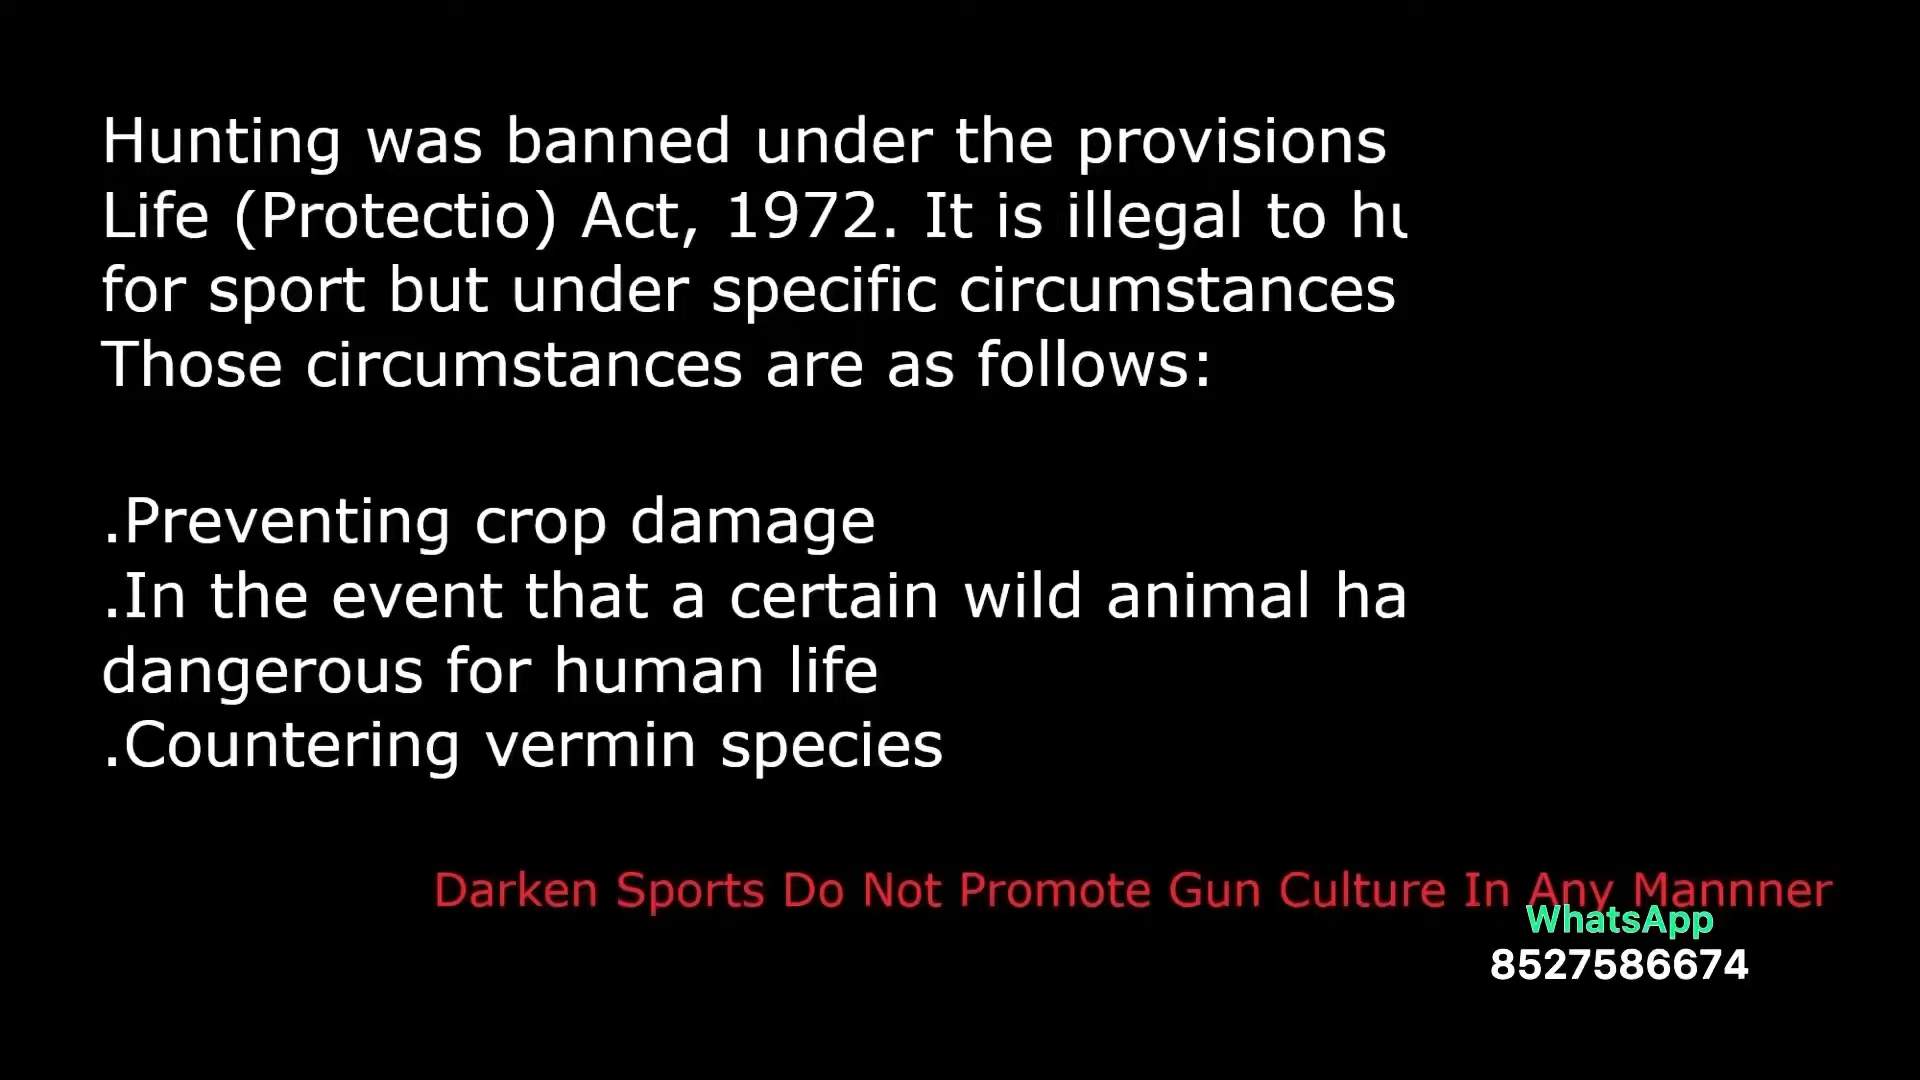 Hunting was banned under the provisions
Life (Protectio) Act, 1972. It is illegal to
for sport but under specific circumstances
Those circumstances are as follows:
.Preventing crop damage
.In the event that a certain wild animal
dangerous for human life
.Countering vermin species
Darken Sports Do Not Promote Gun Culture In Any Mannner
WhatsApp
8527586674